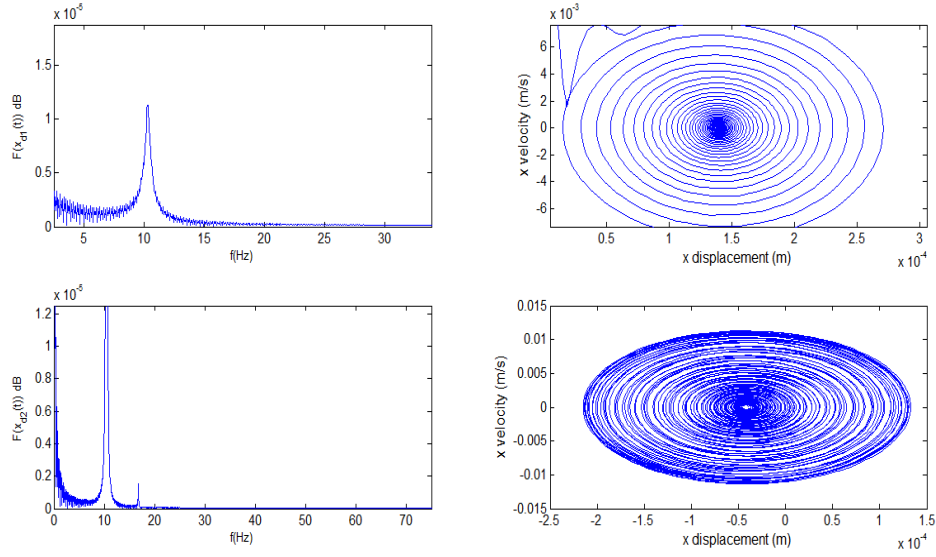 x 10^-5
1.5
1
0.5
0
F(x_d1(t)) dB
5 10 15 20 25 30
f(Hz)
x 10^-3
6
4
2
0
-2
-4
-6
x velocity (m/s)
0.5 1 1.5 2 2.5 3
x displacement (m)
x 10^-4
x 10^-5
1.2
1
0.8
0.6
0.4
0.2
0
F(x_d2(t)) dB
0 10 20 30 40 50 60 70
f(Hz)
0.015
0.01
0.005
0
-0.005
-0.01
-0.015
x velocity (m/s)
-2.5 -2 -1.5 -1 -0.5 0 0.5 1 1.5
x displacement (m)
x 10^-4